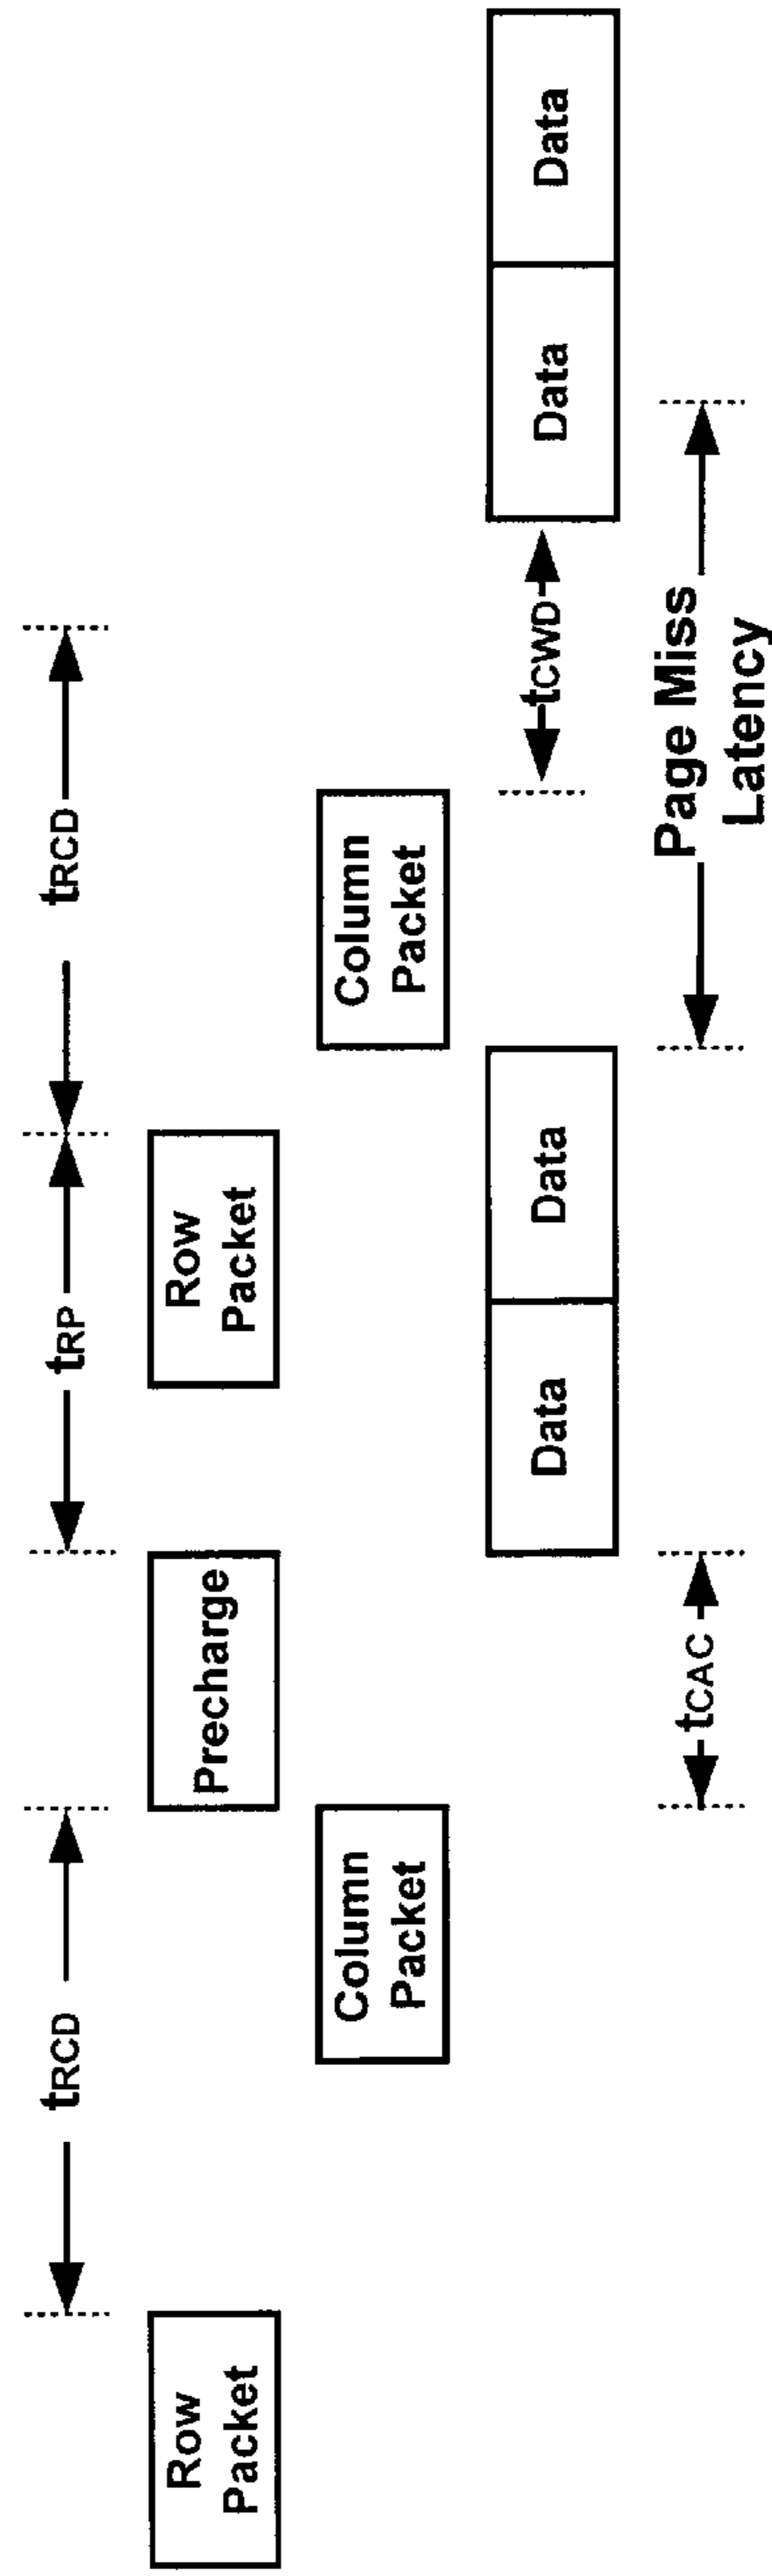 tRCD
tRP
tRCD
Row
Packet
Precharge
Row
Packet
Column
Packet
Column
Packet
tCWD
Data
Data
Data
Data
tCAC
Page Miss
Latency